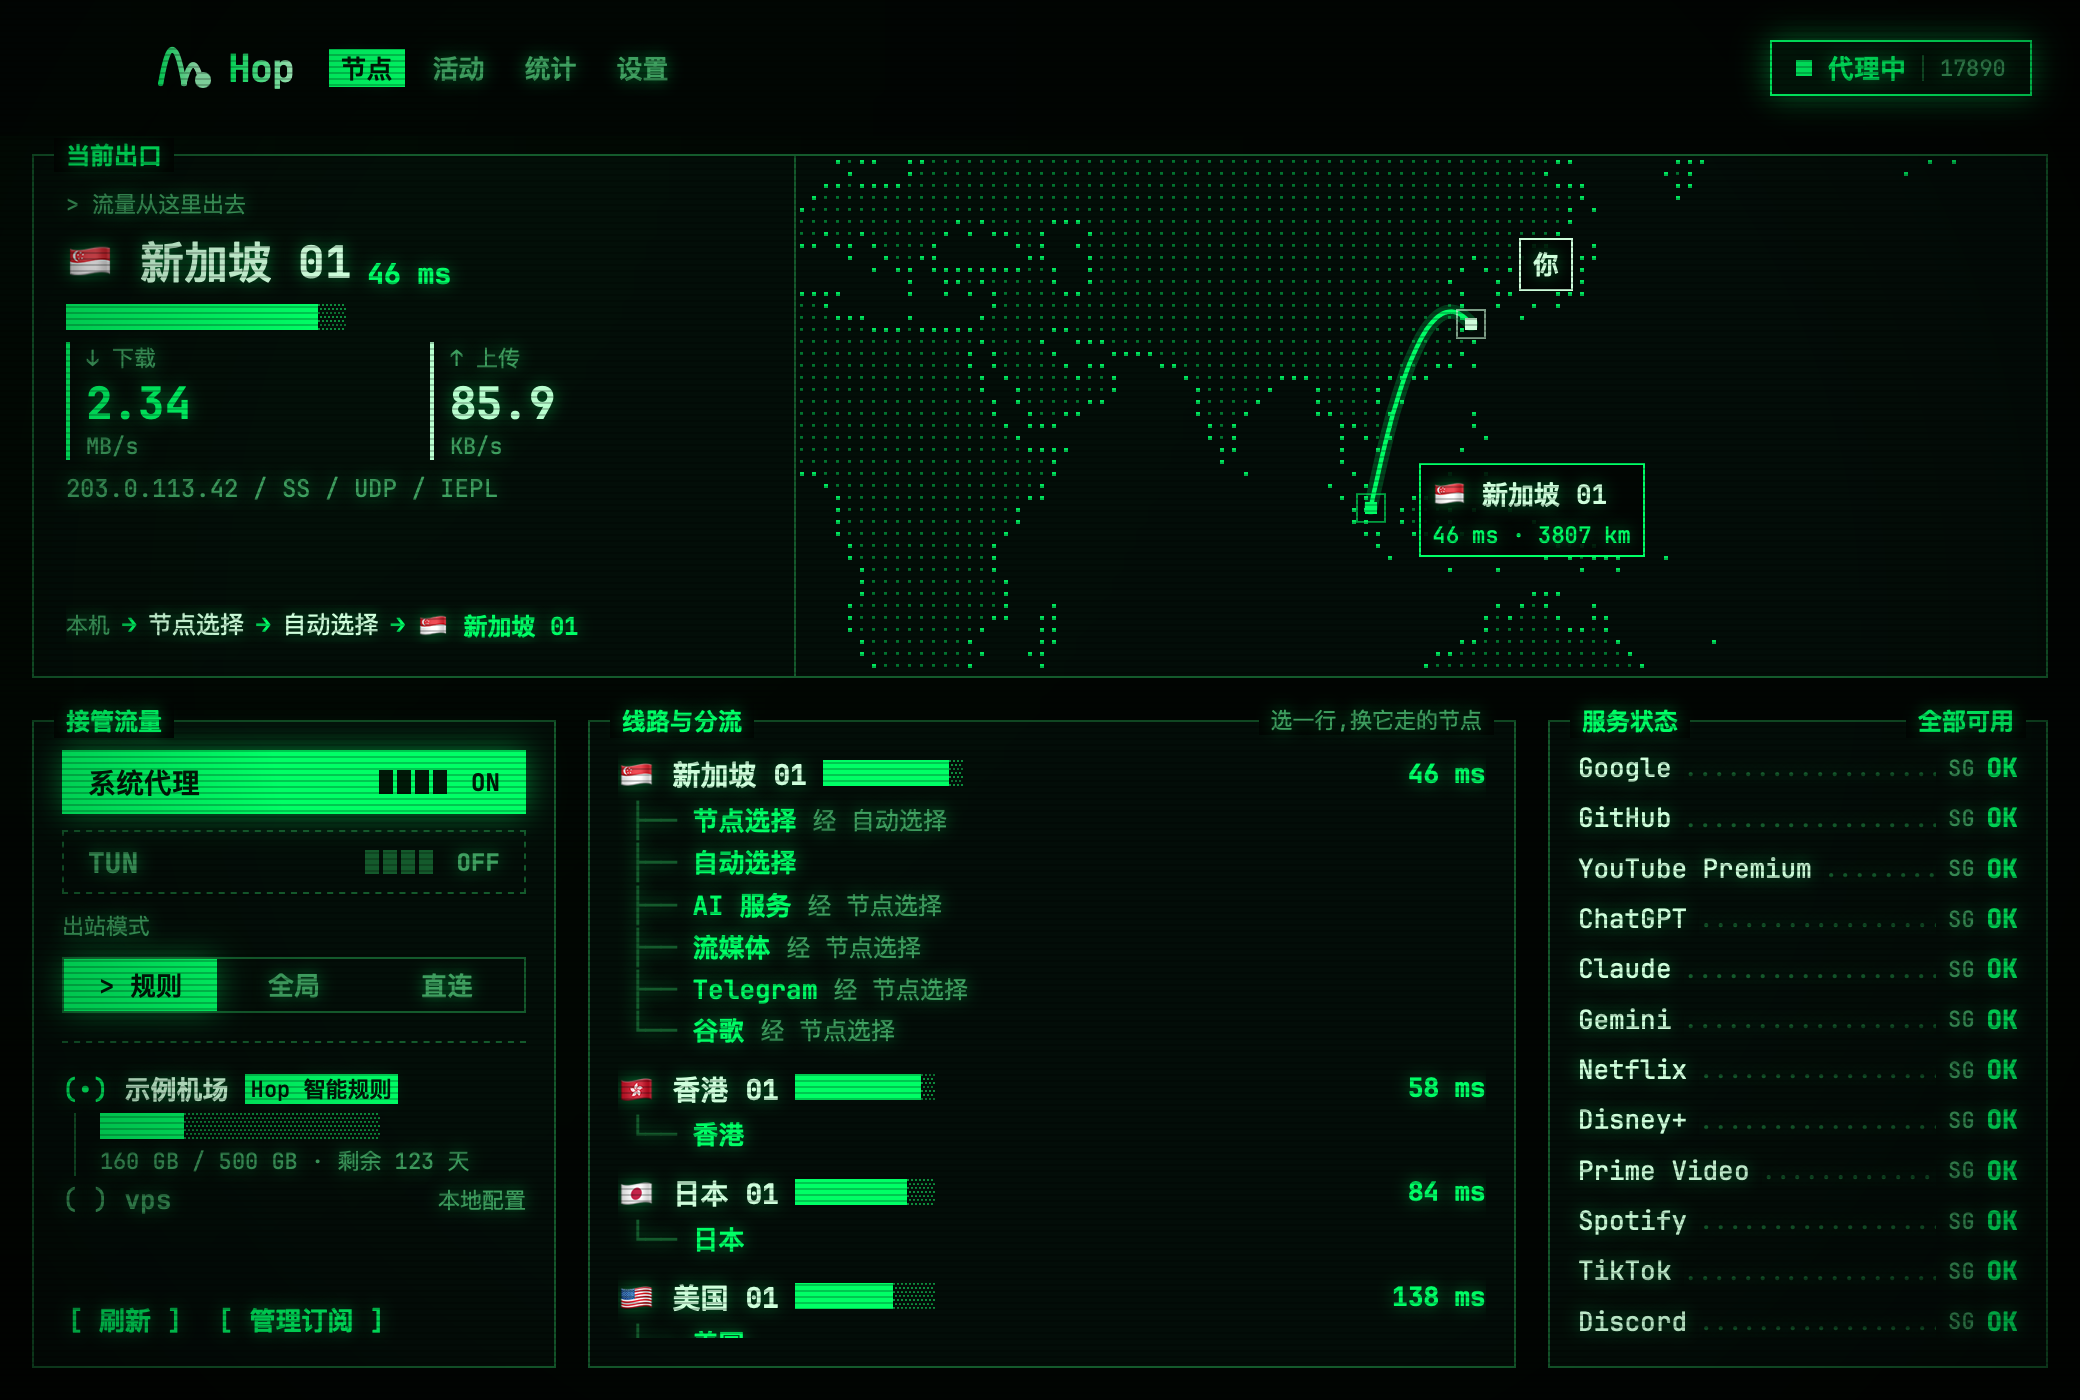 Hop 节点 活动 统计 设置 代理中 17890
当前出口
> 流量从这里出去
新加坡 01 46 ms
↓ 下载
2.34
MB/s
↑ 上传
85.9
KB/s
203.0.113.42 / SS / UDP / IEPL
本机 → 节点选择 → 自动选择 → 新加坡 01
你
新加坡 01
46 ms · 3807 km
接管流量
系统代理 ON
TUN OFF
出站模式
> 规则 全局 直连
(•) 示例机场 Hop 智能规则
160 GB / 500 GB · 剩余 123 天
( ) vps 本地配置
[ 刷新 ] [ 管理订阅 ]
线路与分流 选一行,换它走的节点
新加坡 01 46 ms
节点选择 经 自动选择
自动选择
AI 服务 经 节点选择
流媒体 经 节点选择
Telegram 经 节点选择
谷歌 经 节点选择
香港 01 58 ms
香港
日本 01 84 ms
日本
美国 01 138 ms
服务状态 全部可用
Google SG OK
GitHub SG OK
YouTube Premium SG OK
ChatGPT SG OK
Claude SG OK
Gemini SG OK
Netflix SG OK
Disney+ SG OK
Prime Video SG OK
Spotify SG OK
TikTok SG OK
Discord SG OK